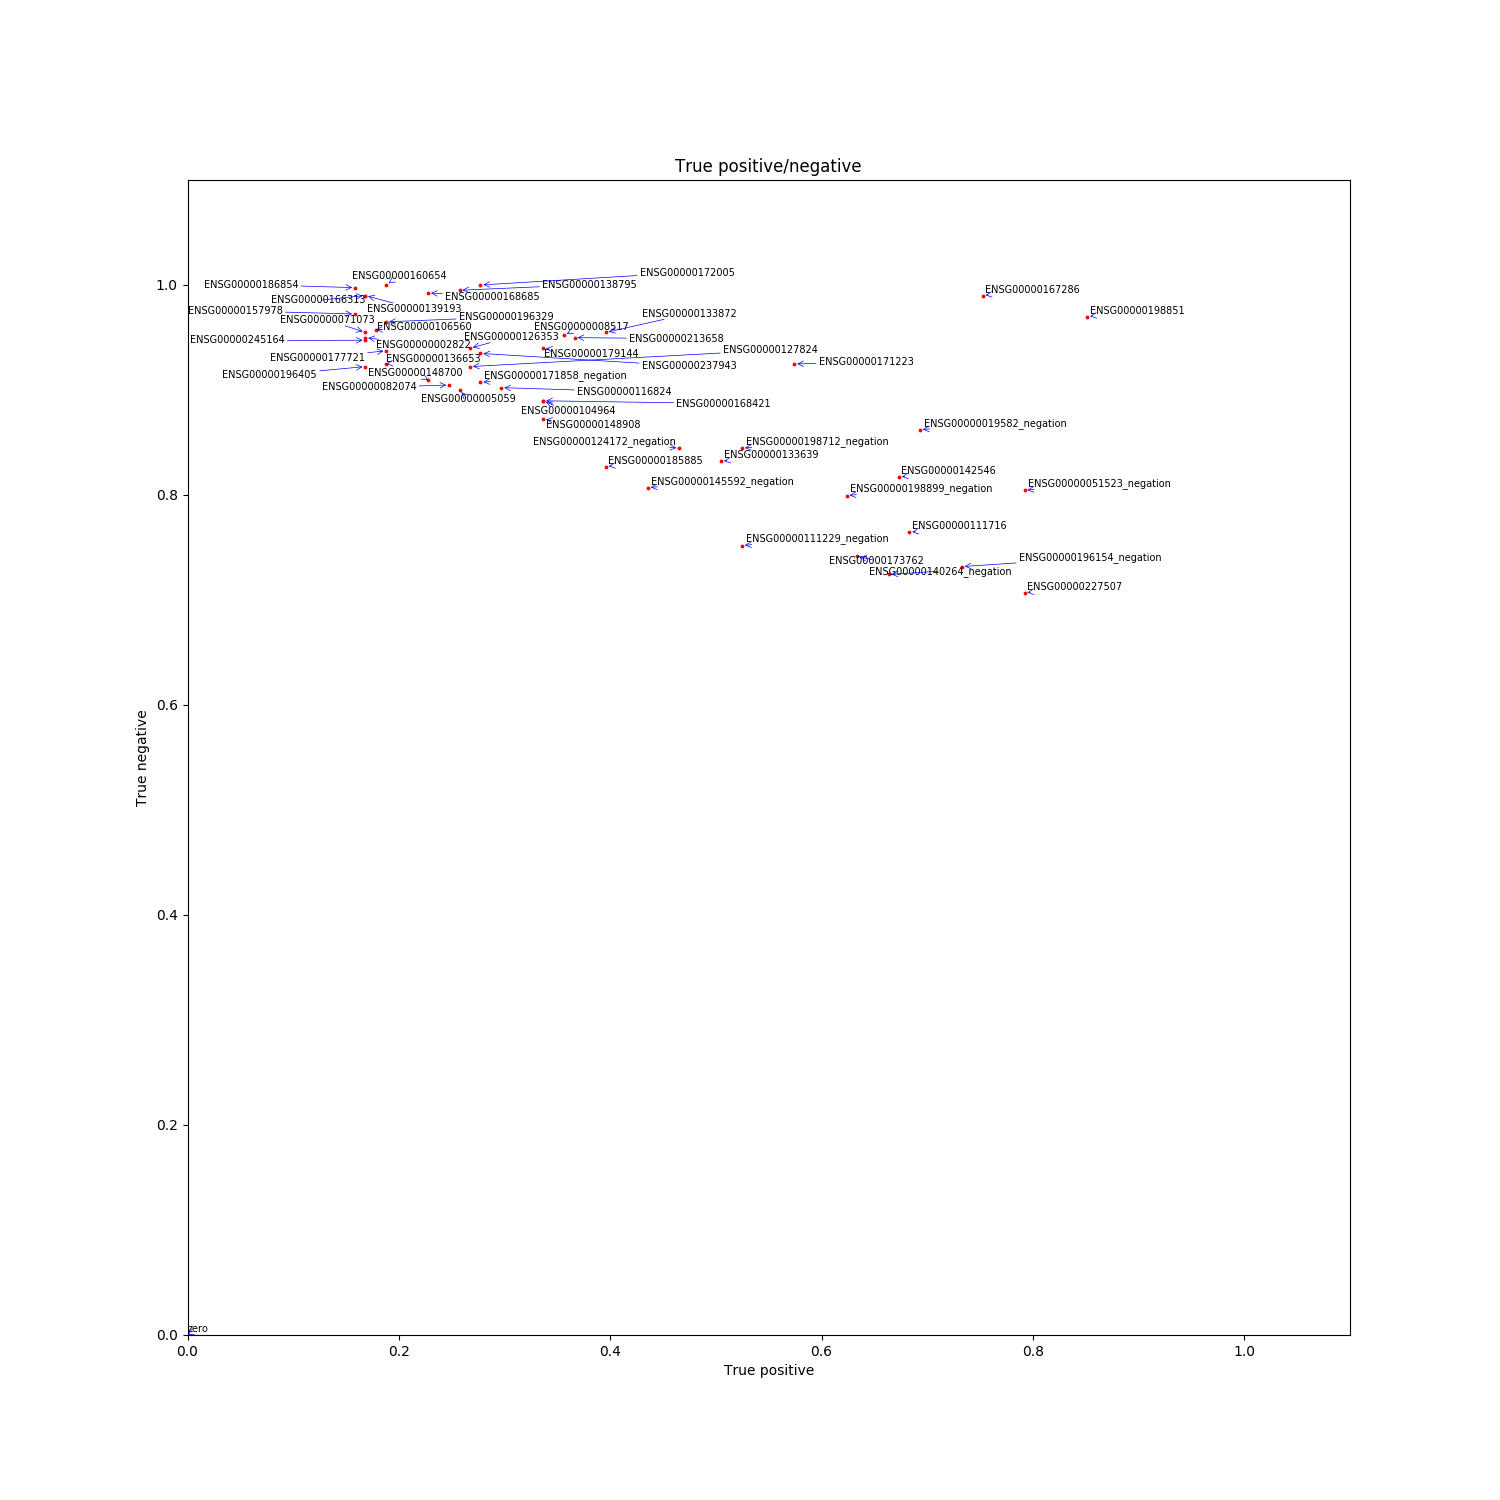 True positive/negative
ENSG00000172005
ENSG00000160654
ENSG00000186854
ENSG00000138795
ENSG00000167286
ENSG00000168685
ENSG00000166313
ENSG00000139193
ENSG00000157978
ENSG00000198851
ENSG00000133872
ENSG00000196329
ENSG00000071073
ENSG00000106560
ENSG00000008517
ENSG00000126353
ENSG00000213658
ENSG00000245164
ENSG00000002822
ENSG00000127824
ENSG00000179144
ENSG00000177721
ENSG00000136653
ENSG00000171223
ENSG00000237943
ENSG00000148700
ENSG00000196405
ENSG00000171858_negation
ENSG00000082074
ENSG00000116824
ENSG00000005059
ENSG00000168421
ENSG00000104964
ENSG00000148908
ENSG00000019582_negation
ENSG00000124172_negation
ENSG00000198712_negation
ENSG00000133639
ENSG00000185885
ENSG00000142546
ENSG00000145592_negation
ENSG00000051523_negation
ENSG00000198899_negation
ENSG00000111716
ENSG00000111229_negation
ENSG00000173762
ENSG00000196154_negation
ENSG00000140264_negation
ENSG00000227507
zero
1.0
0.8
0.6
0.4
0.2
0.0
True negative
0.0 0.2 0.4 0.6 0.8 1.0
True positive